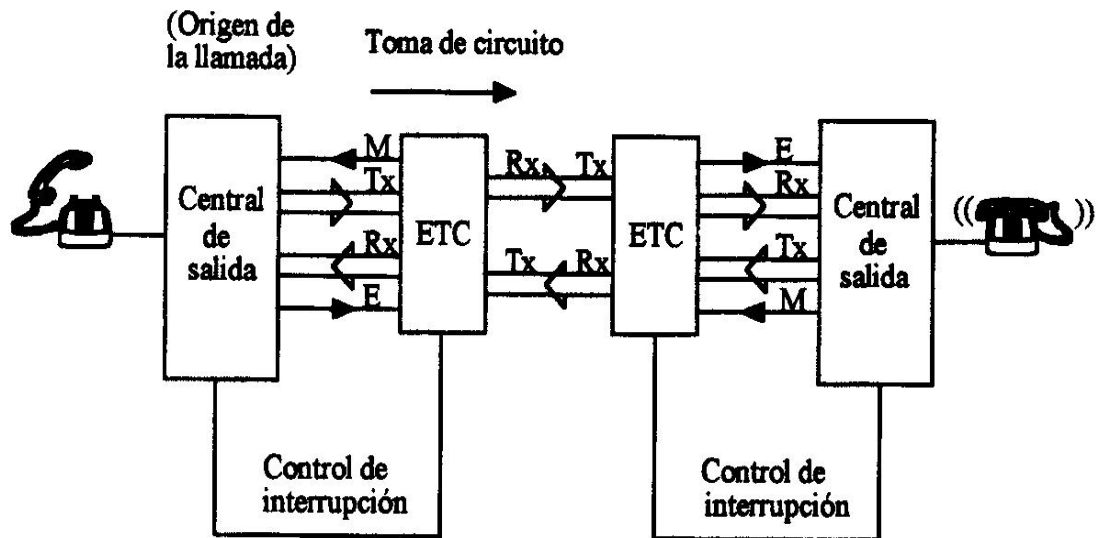 (Origen de
la llamada)
Toma de circuito
M
Tx
Rx
E
Central
de
salida
ETC
Rx
Tx
Tx
Rx
ETC
E
Rx
Tx
M
Central
de
salida
((
))
Control de
interrupción
Control de
interrupción